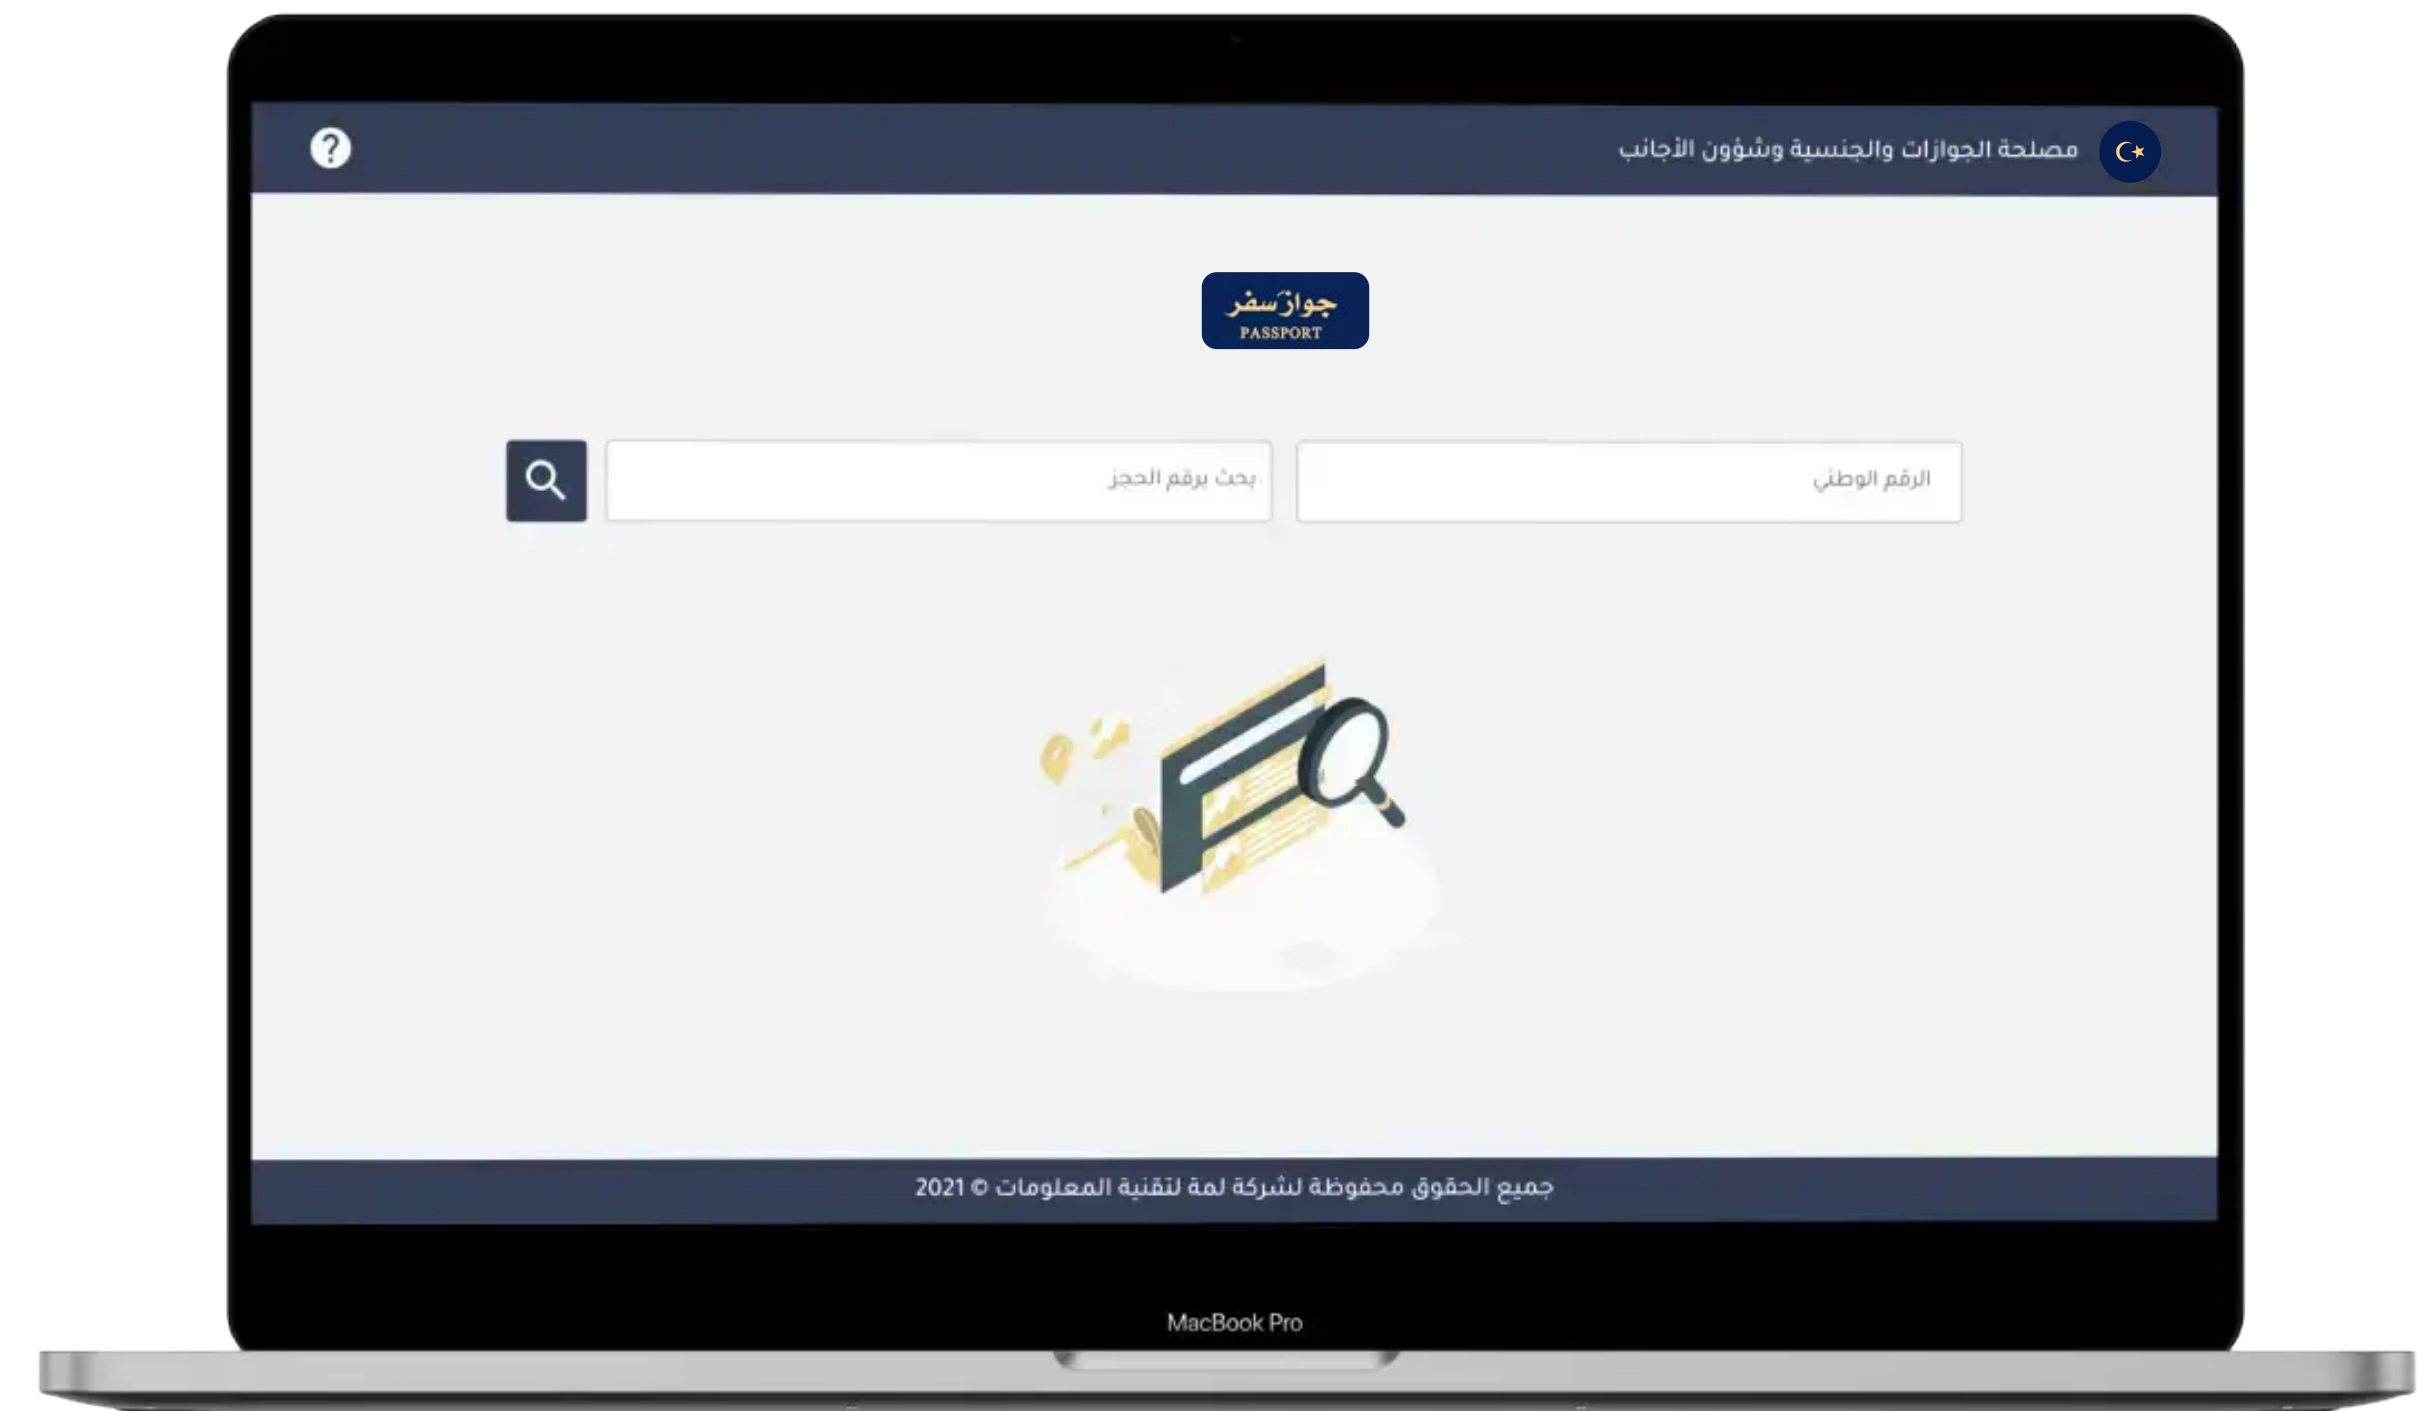 مصلحة الجوازات والجنسية وشؤون الأجانب
جواز سفر
PASSPORT
الرقم الوطني
بحث برقم الحجز
جميع الحقوق محفوظة لشركة لمة لتقنية المعلومات © 2021
MacBook Pro